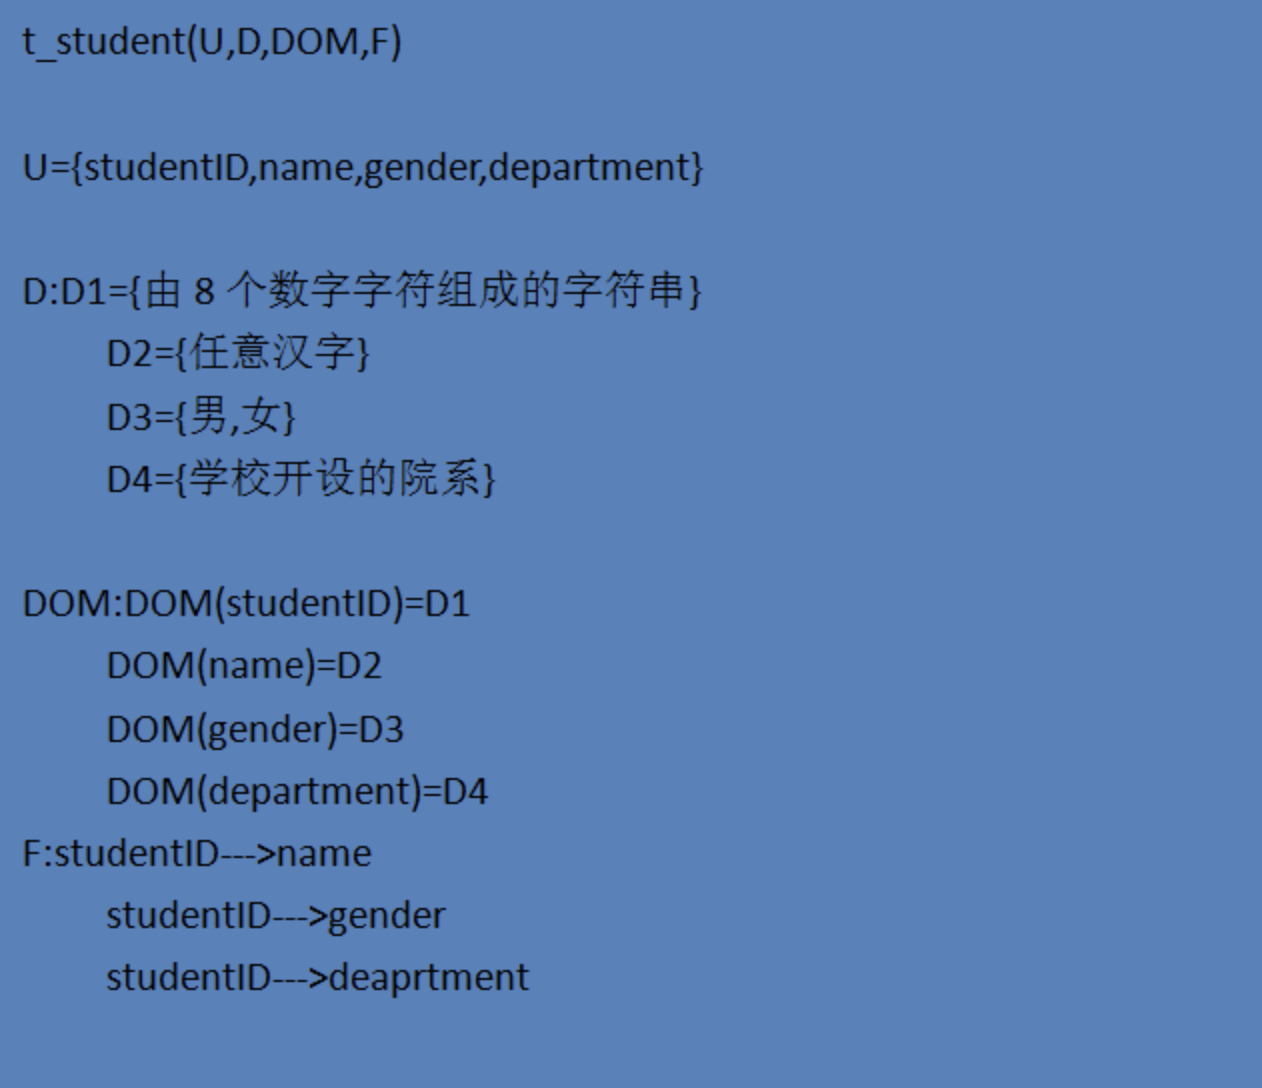 t_student(U,D,DOM,F)
U={studentID,name,gender,department}
D:D1={由 8 个数字字符组成的字符串}
D2={任意汉字}
D3={男,女}
D4={学校开设的院系}
DOM:DOM(studentID)=D1
DOM(name)=D2
DOM(gender)=D3
DOM(department)=D4
F:studentID--->name
studentID--->gender
studentID--->deaprtment